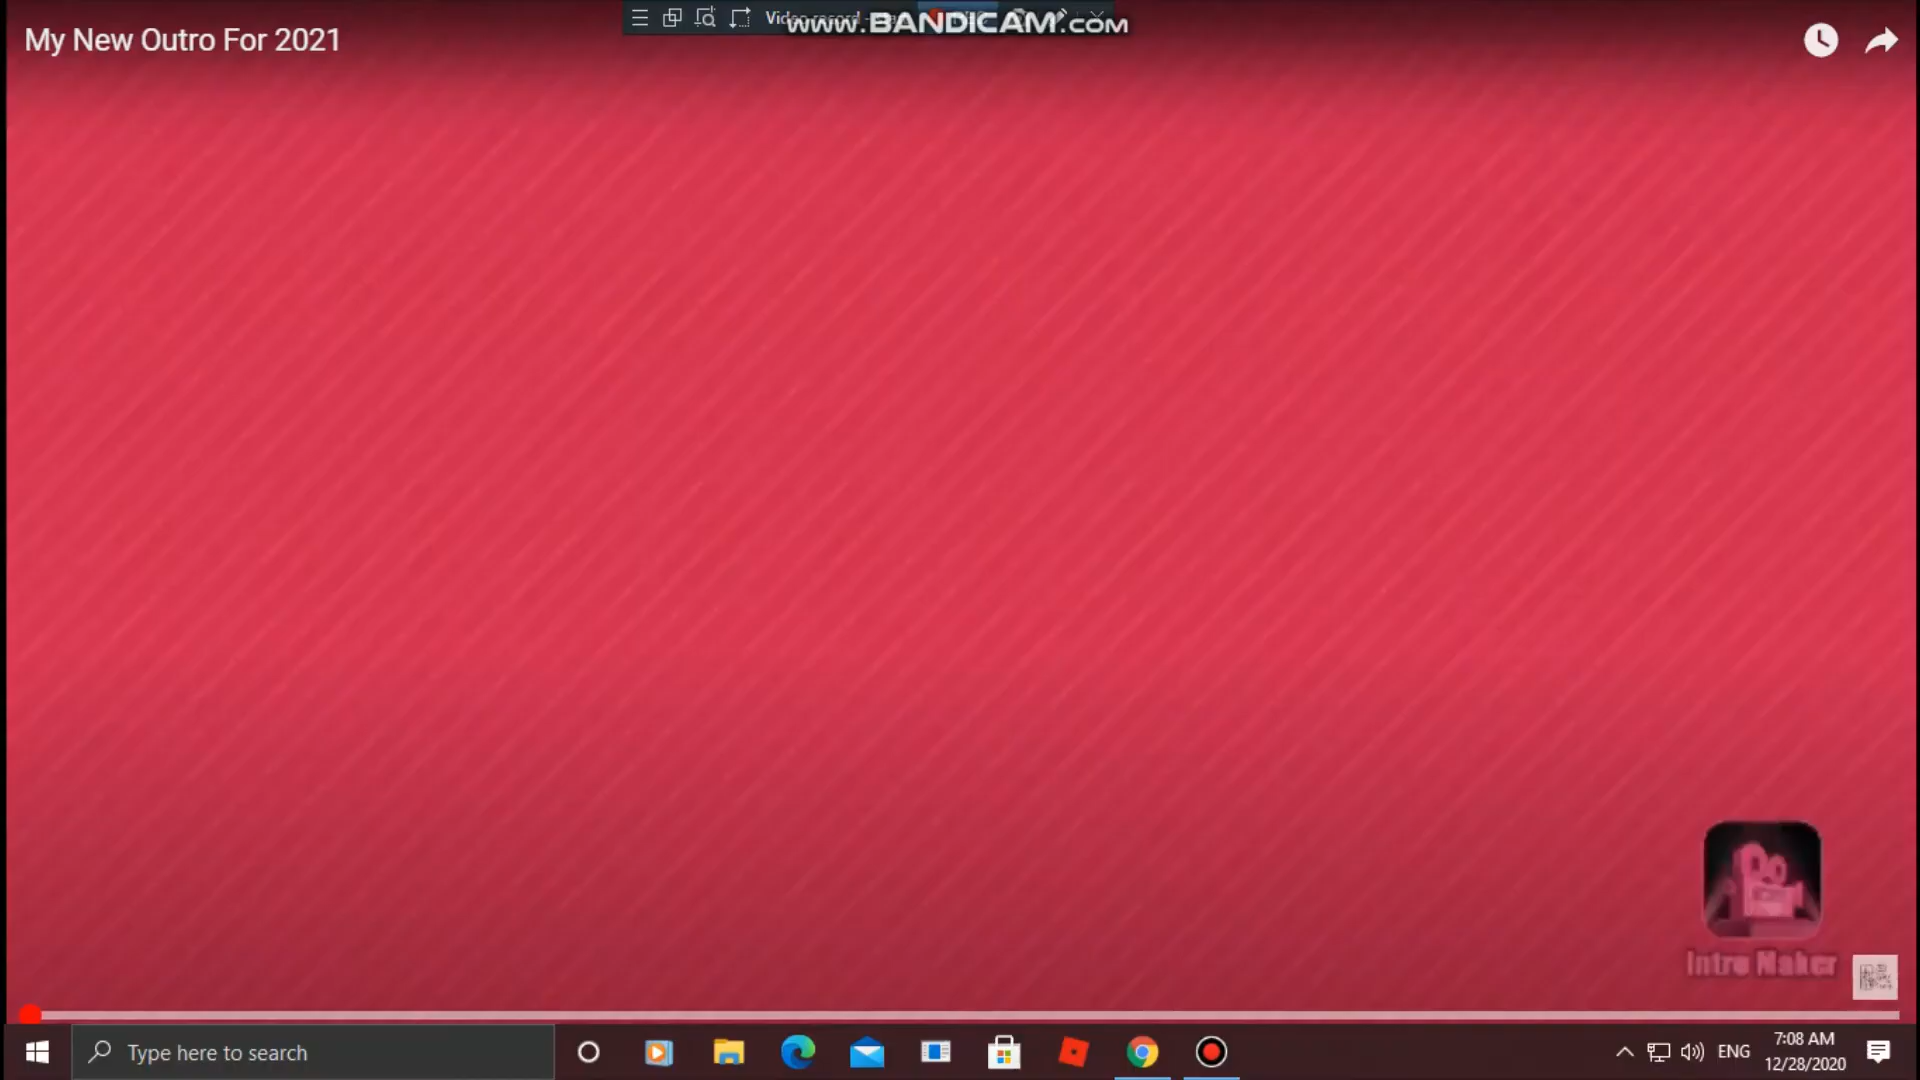 My New Outro For 2021
www.BANDICAM.com
Intro Maker
Type here to search
ENG
7:08 AM
12/28/2020